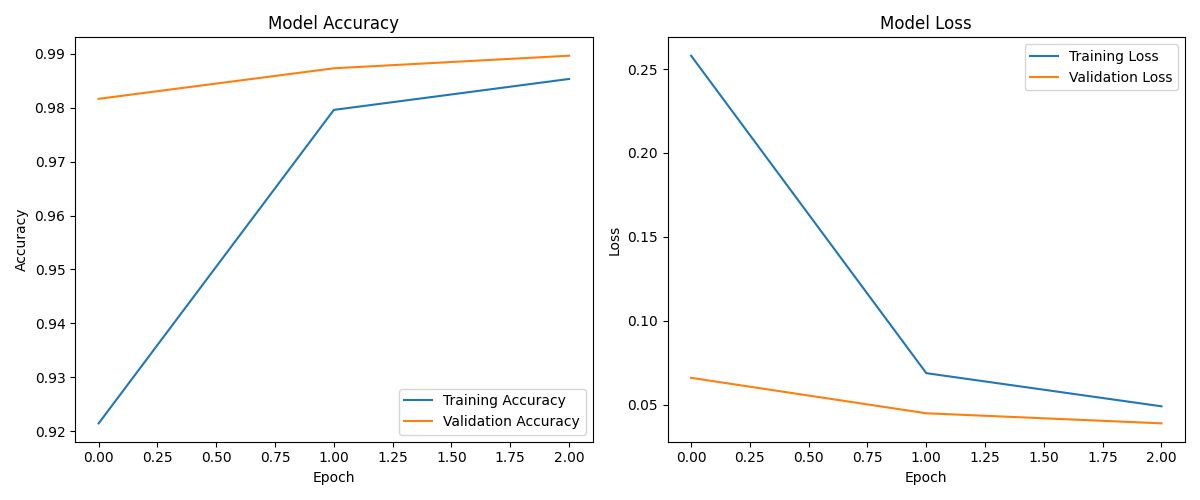 Model Accuracy
0.99
0.98
0.97
0.96
0.95
0.94
0.93
0.92
Accuracy
Training Accuracy
Validation Accuracy
0.00 0.25 0.50 0.75 1.00 1.25 1.50 1.75 2.00
Epoch
Model Loss
Training Loss
Validation Loss
0.25
0.20
0.15
0.10
0.05
Loss
0.00 0.25 0.50 0.75 1.00 1.25 1.50 1.75 2.00
Epoch